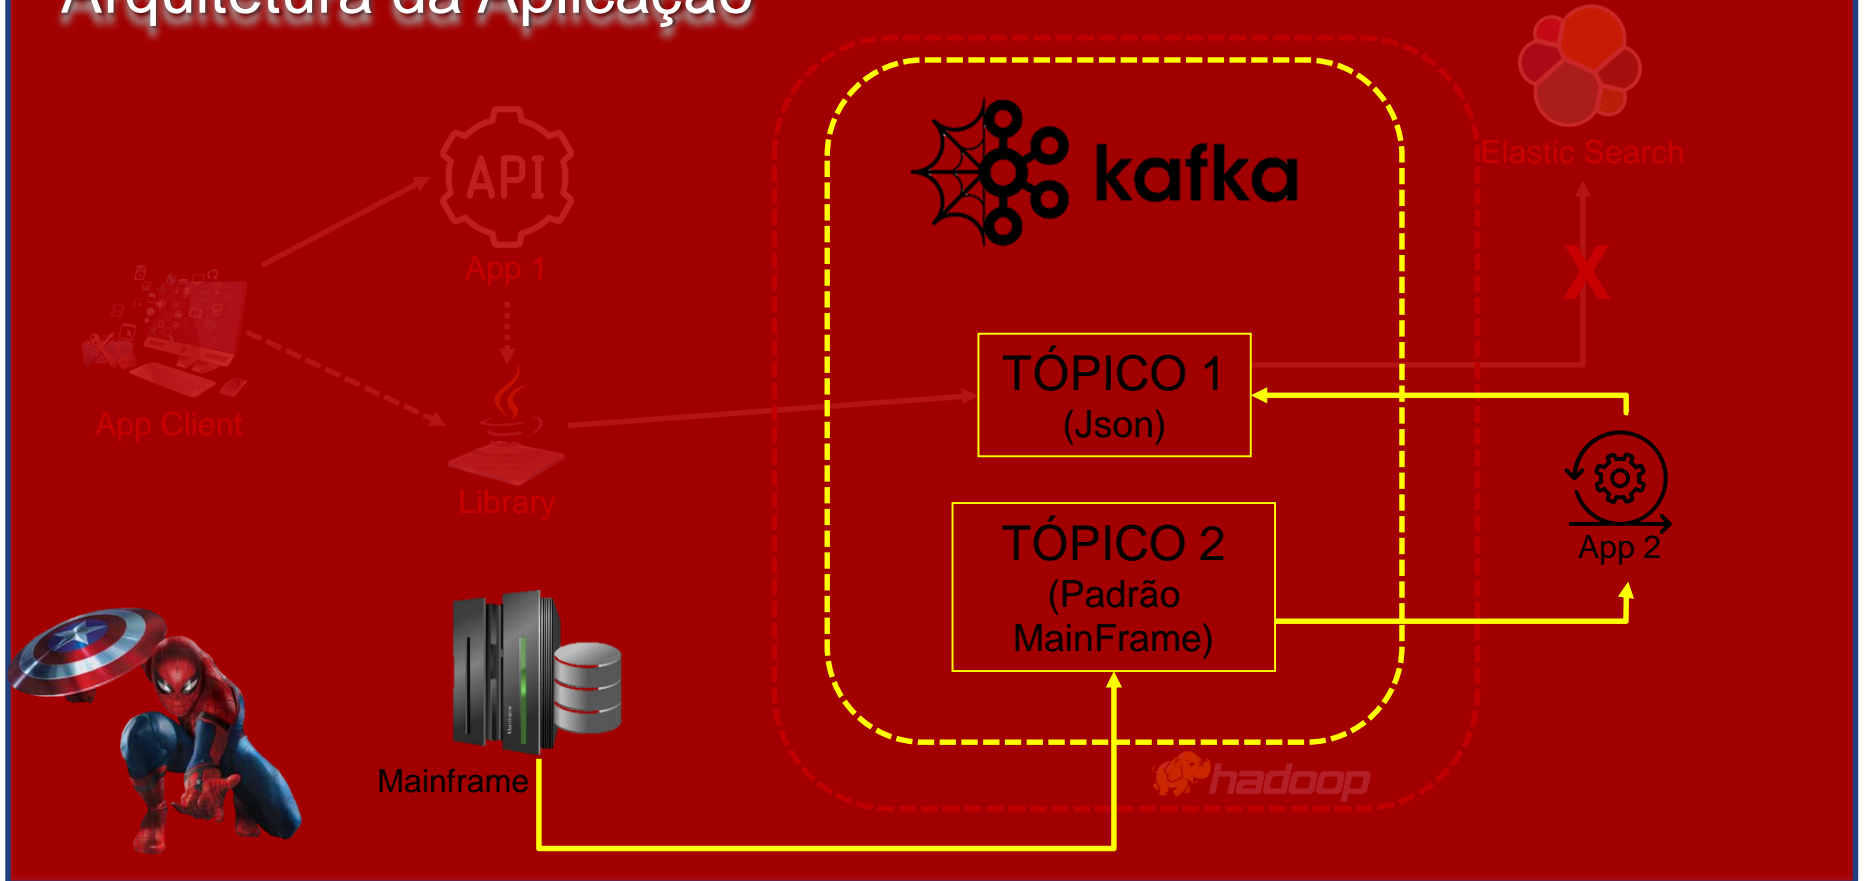 Arquitetura da Aplicação
kafka
API
Elastic Search
App 1
X
TÓPICO 1
(Json)
App Client
Library
TÓPICO 2
(Padrão
MainFrame)
App 2
Mainframe
hadoop